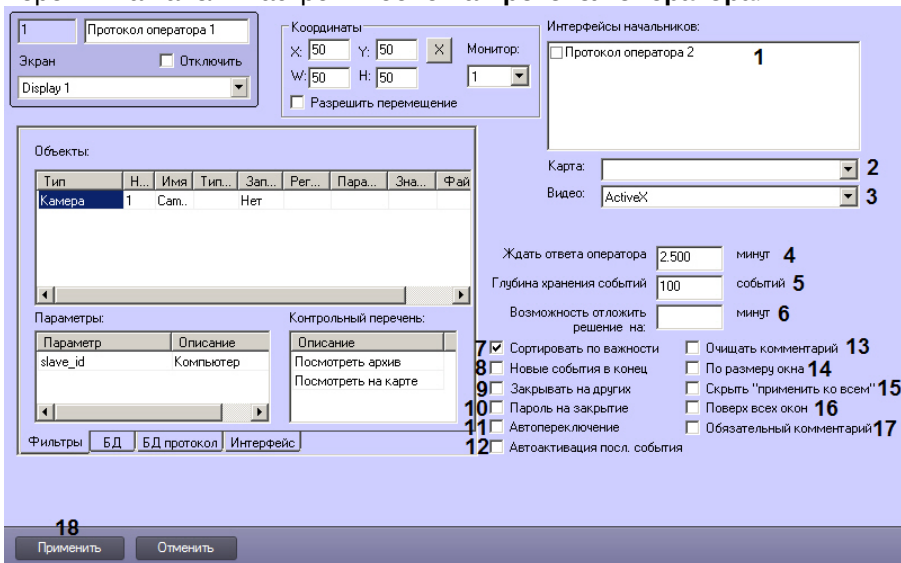 1 Протокол оператора 1
Экран Отключить
Display 1
Координаты
X: 50 Y: 50 X Монитор:
W: 50 H: 50 1
Разрешить перемещение
Интерфейсы начальников:
Протокол оператора 2 1
Карта: 2
Видео: ActiveX 3
Объекты:
Тип Н... Имя Тип... Зап... Рег... Пара... Зна... Фай
Камера 1 Cam.. Нет
Параметры:
Параметр Описание
slave_id Компьютер
Контрольный перечень:
Описание
Посмотреть архив
Посмотреть на карте
Фильтры БД БД протокол Интерфейс
Ждать ответа оператора 2.500 минут 4
Глубина хранения событий 100 событий 5
Возможность отложить решение на: минут 6
7 Сортировать по важности
8 Новые события в конец
9 Закрывать на других
10 Пароль на закрытие
11 Автопереключение
12 Автоактивация посл. события
Очищать комментарий 13
По размеру окна 14
Скрыть "применить ко всем" 15
Поверх всех окон 16
Обязательный комментарий 17
18
Применить Отменить